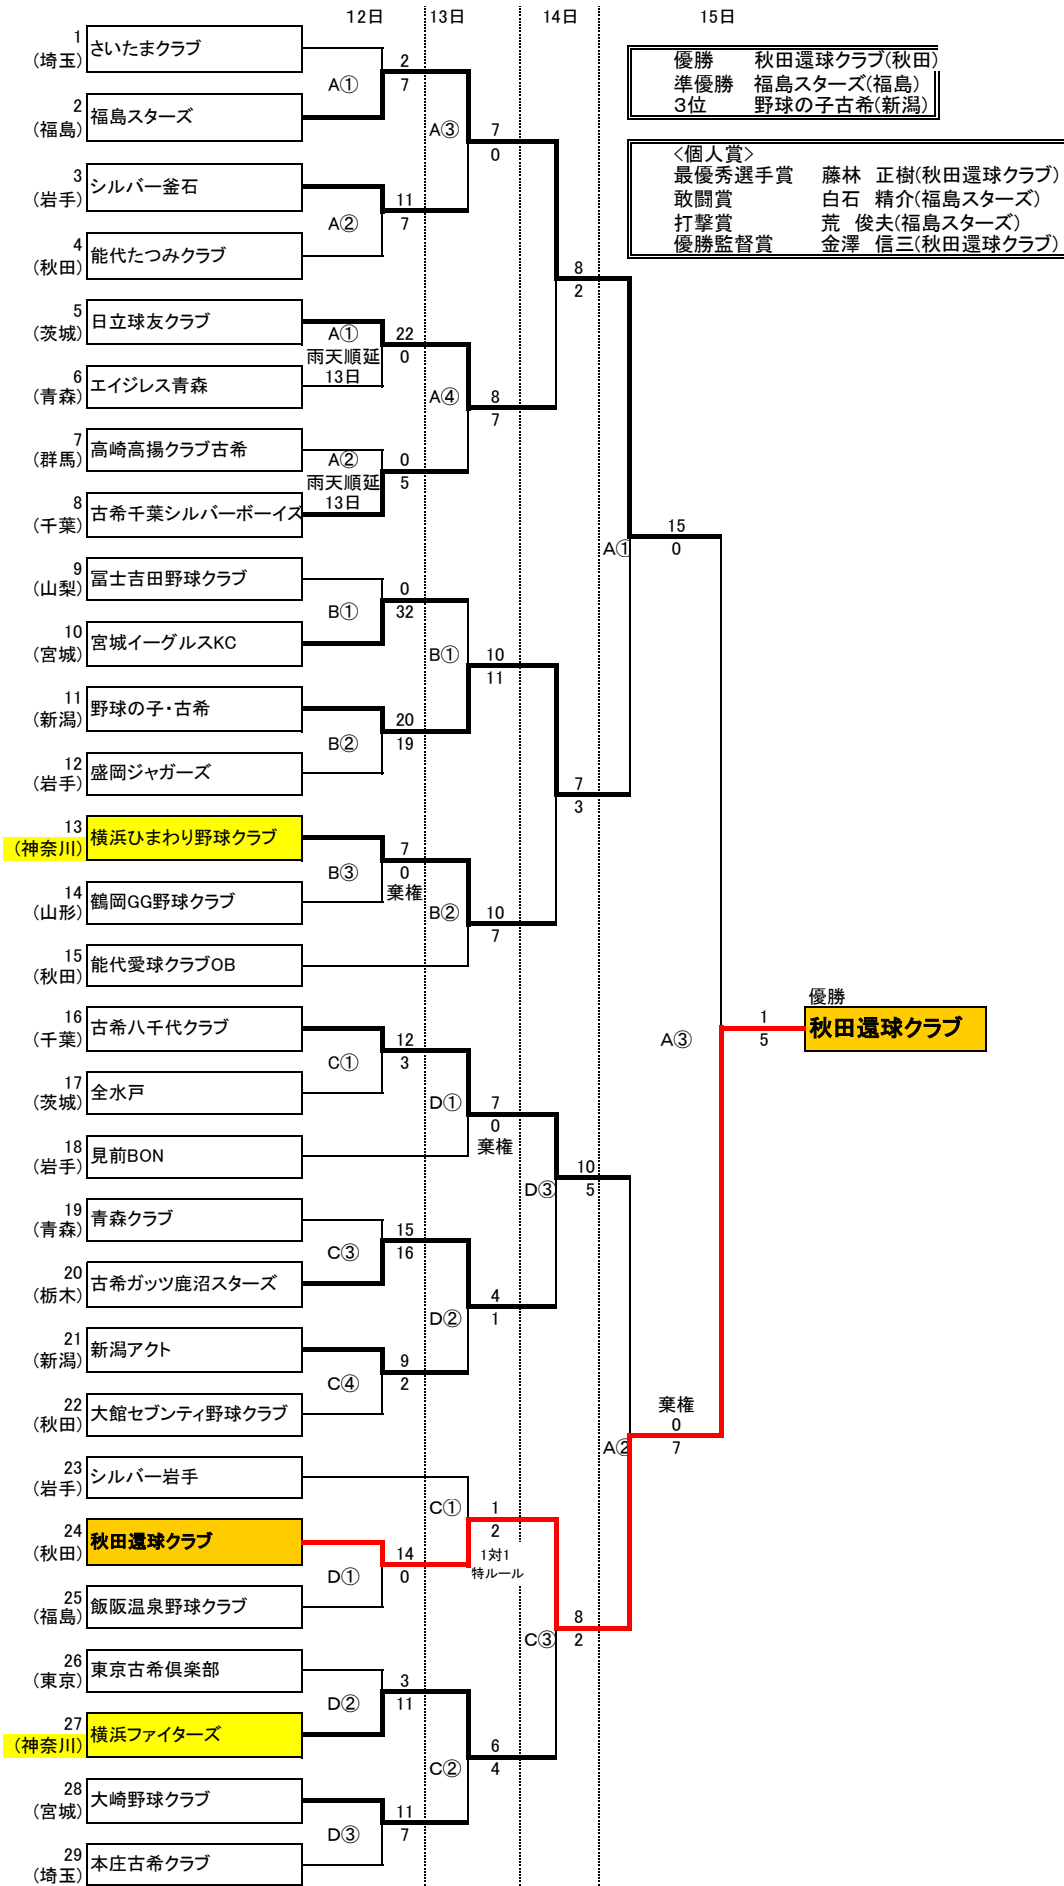 12日 13日 14日 15日
優勝 秋田還球クラブ(秋田)
準優勝 福島スターズ(福島)
3位 野球の子古希(新潟)
<個人賞>
最優秀選手賞 藤林 正樹(秋田還球クラブ)
敢闘賞 白石 精介(福島スターズ)
打撃賞 荒 俊夫(福島スターズ)
優勝監督賞 金澤 信三(秋田還球クラブ)
1
(埼玉)
さいたまクラブ
A①
2
7
2
(福島)
福島スターズ
A③
7
0
3
(岩手)
シルバー釜石
A②
11
7
4
(秋田)
能代たつみクラブ
8
2
5
(茨城)
日立球友クラブ
A①
雨天順延
13日
22
0
6
(青森)
エイジレス青森
A④
8
7
7
(群馬)
高崎高揚クラブ古希
A②
雨天順延
13日
0
5
8
(千葉)
古希千葉シルバーボーイズ
A①
15
0
9
(山梨)
冨士吉田野球クラブ
B①
0
32
10
(宮城)
宮城イーグルスKC
B①
10
11
11
(新潟)
野球の子・古希
B②
20
19
12
(岩手)
盛岡ジャガーズ
7
3
13
(神奈川)
横浜ひまわり野球クラブ
B③
7
0
棄権
14
(山形)
鶴岡GG野球クラブ
B②
10
7
15
(秋田)
能代愛球クラブOB
優勝
秋田還球クラブ
A③
1
5
16
(千葉)
古希八千代クラブ
C①
12
3
17
(茨城)
全水戸
D①
7
0
棄権
18
(岩手)
見前BON
D③
10
5
19
(青森)
青森クラブ
C③
15
16
20
(栃木)
古希ガッツ鹿沼スターズ
D②
4
1
21
(新潟)
新潟アクト
C④
9
2
22
(秋田)
大館セブンティ野球クラブ
A②
棄権
0
7
23
(岩手)
シルバー岩手
C①
1
2
1対1
特ルール
24
(秋田)
秋田還球クラブ
D①
14
0
25
(福島)
飯阪温泉野球クラブ
C③
8
2
26
(東京)
東京古希倶楽部
D②
3
11
27
(神奈川)
横浜ファイターズ
C②
6
4
28
(宮城)
大崎野球クラブ
D③
11
7
29
(埼玉)
本庄古希クラブ